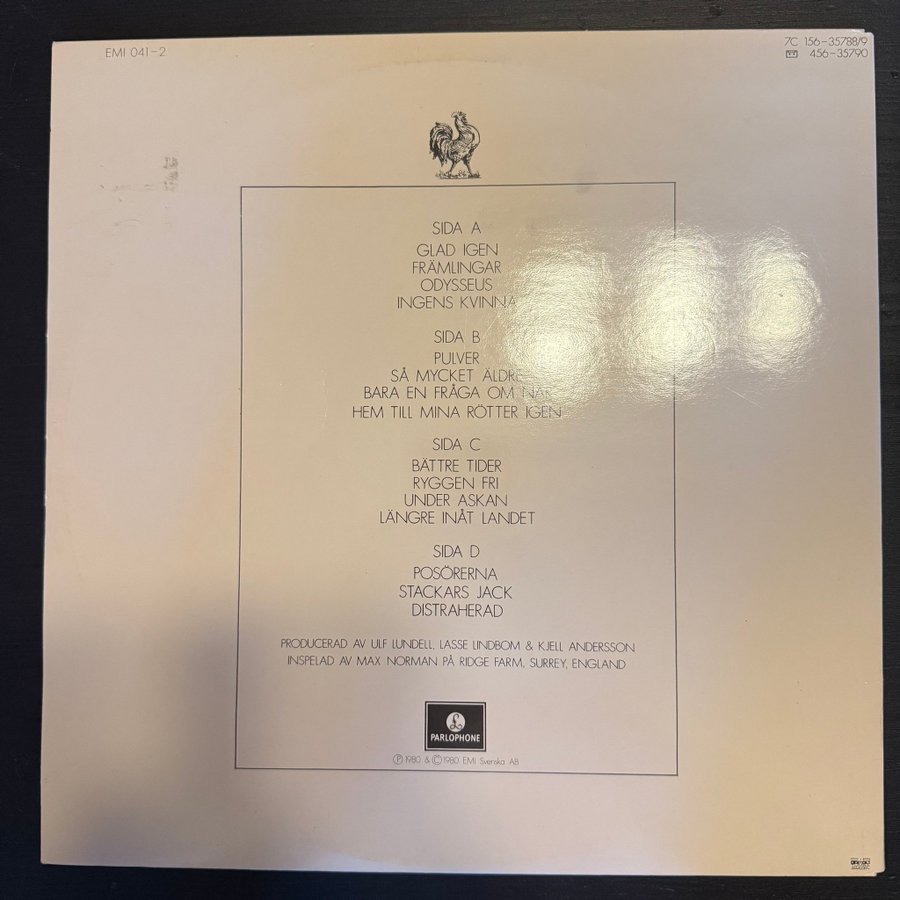 EMI 041-2
7C 156-35788/9
456-35790
SIDA A
GLAD IGEN
FRÄMLINGAR
ODYSSEUS
INGENS KVINNA
SIDA B
PULVER
SÅ MYCKET ÄLDRE
BARA EN FRÅGA OM NÄR
HEM TILL MINA RÖTTER IGEN
SIDA C
BÄTTRE TIDER
RYGGEN FRI
UNDER ASKAN
LÄNGRE INÅT LANDET
SIDA D
POSÖRERNA
STACKARS JACK
DISTRAHERAD
PRODUCERAD AV ULF LUNDELL, LASSE LINDBOM & KJELL ANDERSSON
INSPELAD AV MAX NORMAN PÅ RIDGE FARM, SURREY, ENGLAND
PARLOPHONE
Ⓟ 1980 & © 1980 EMI Svenska AB